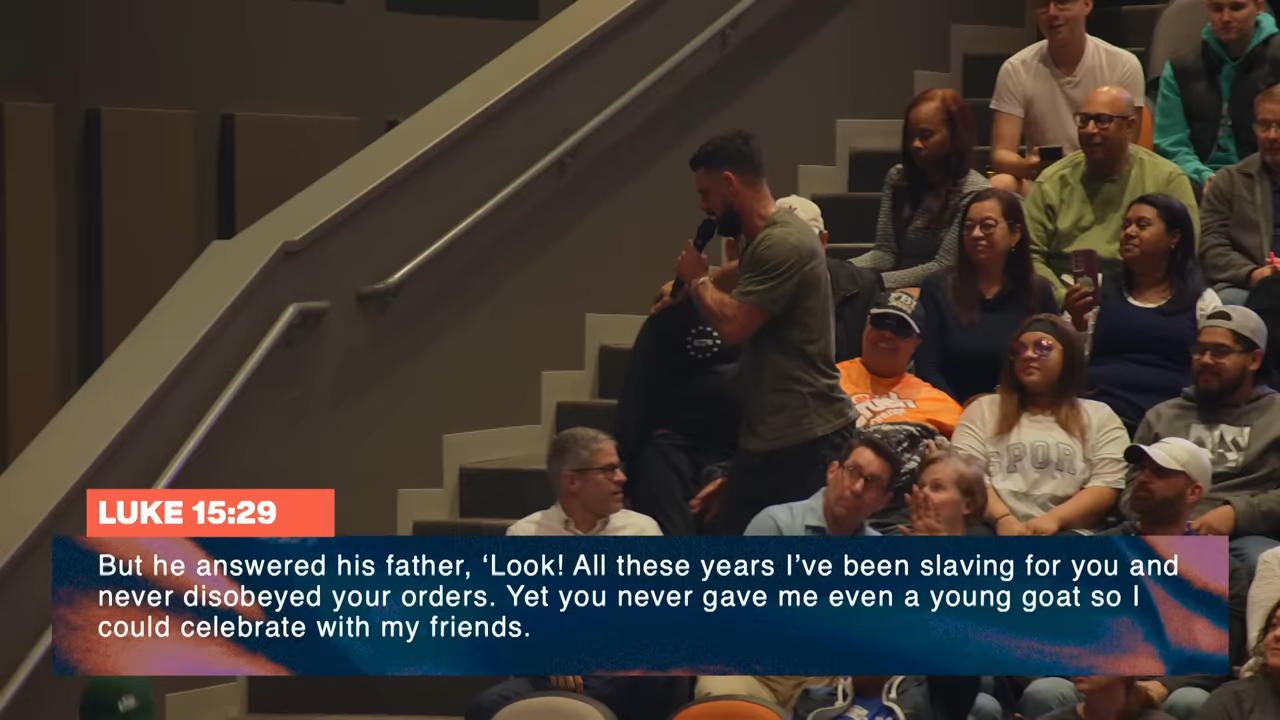 LUKE 15:29
But he answered his father, ‘Look! All these years I’ve been slaving for you and
never disobeyed your orders. Yet you never gave me even a young goat so I
could celebrate with my friends.
SPORT